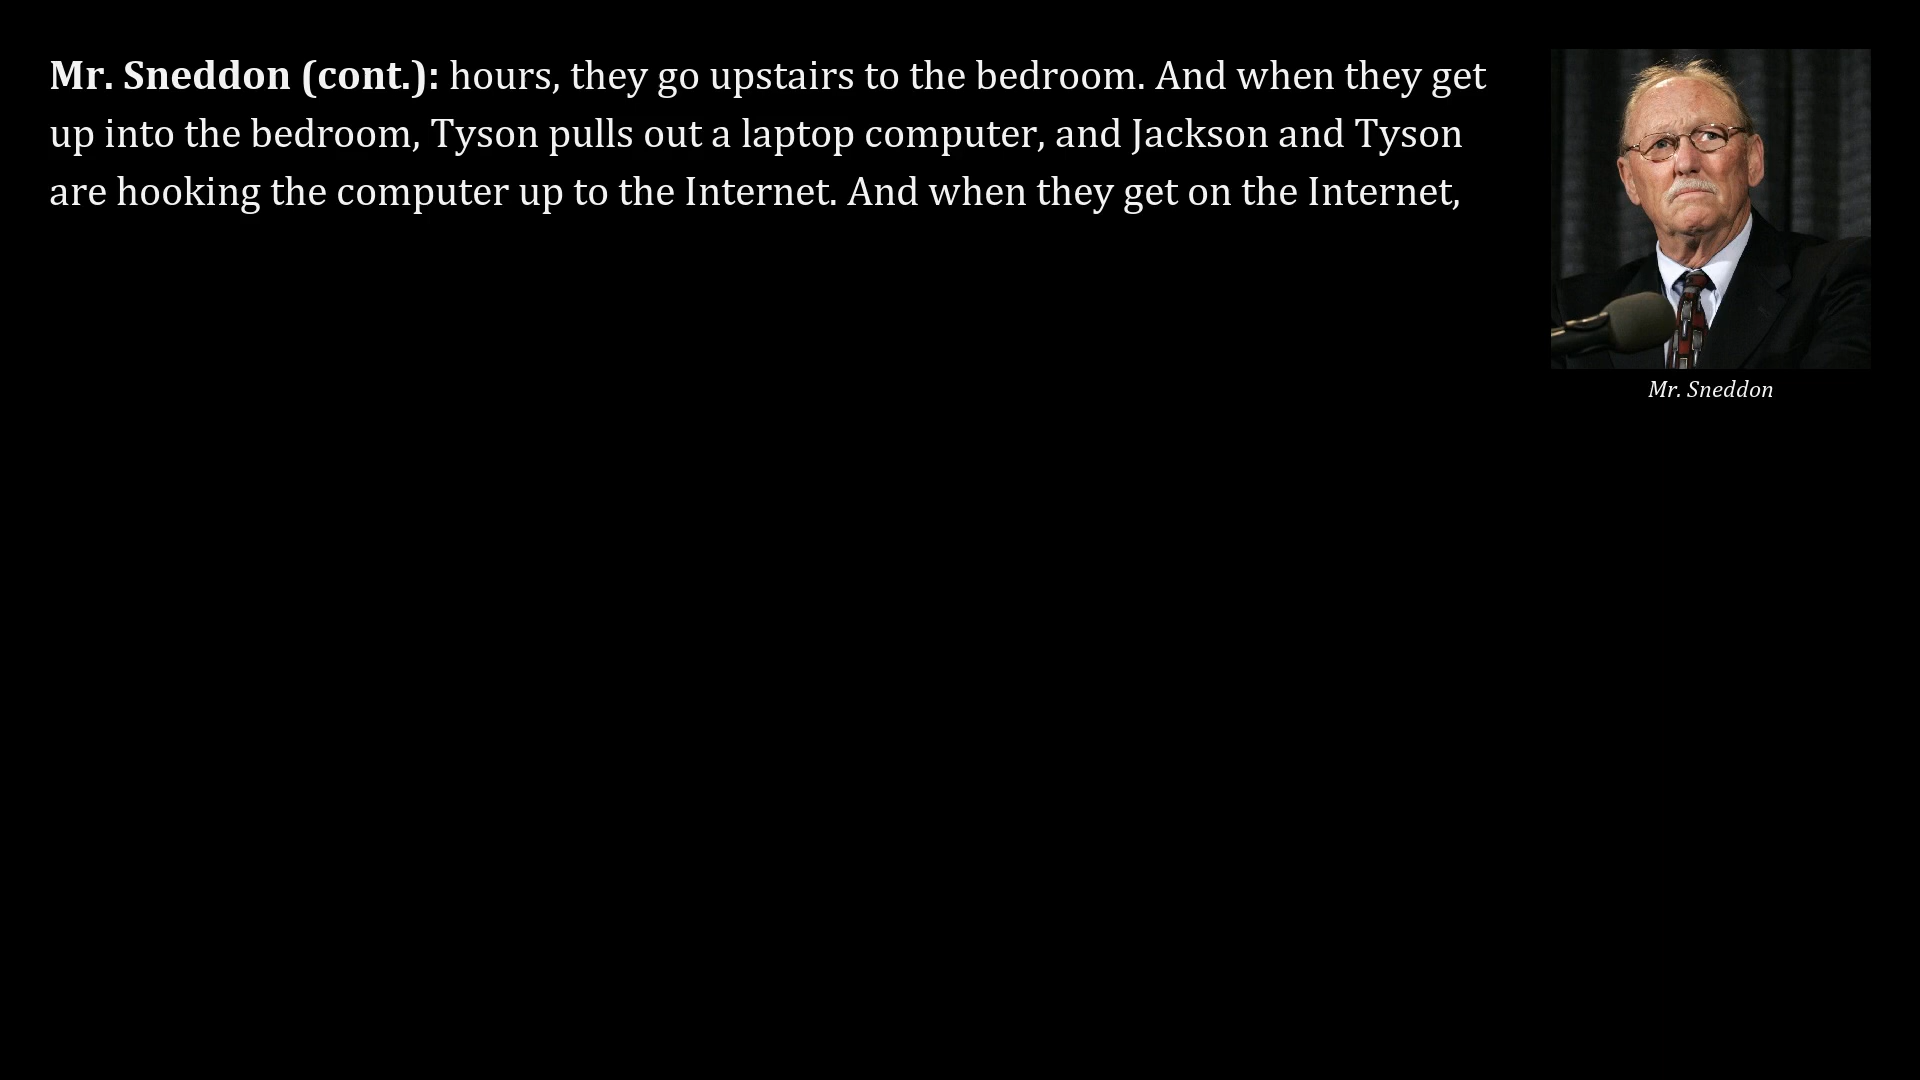 Mr. Sneddon (cont.): hours, they go upstairs to the bedroom. And when they get
up into the bedroom, Tyson pulls out a laptop computer, and Jackson and Tyson
are hooking the computer up to the Internet. And when they get on the Internet,
Mr. Sneddon